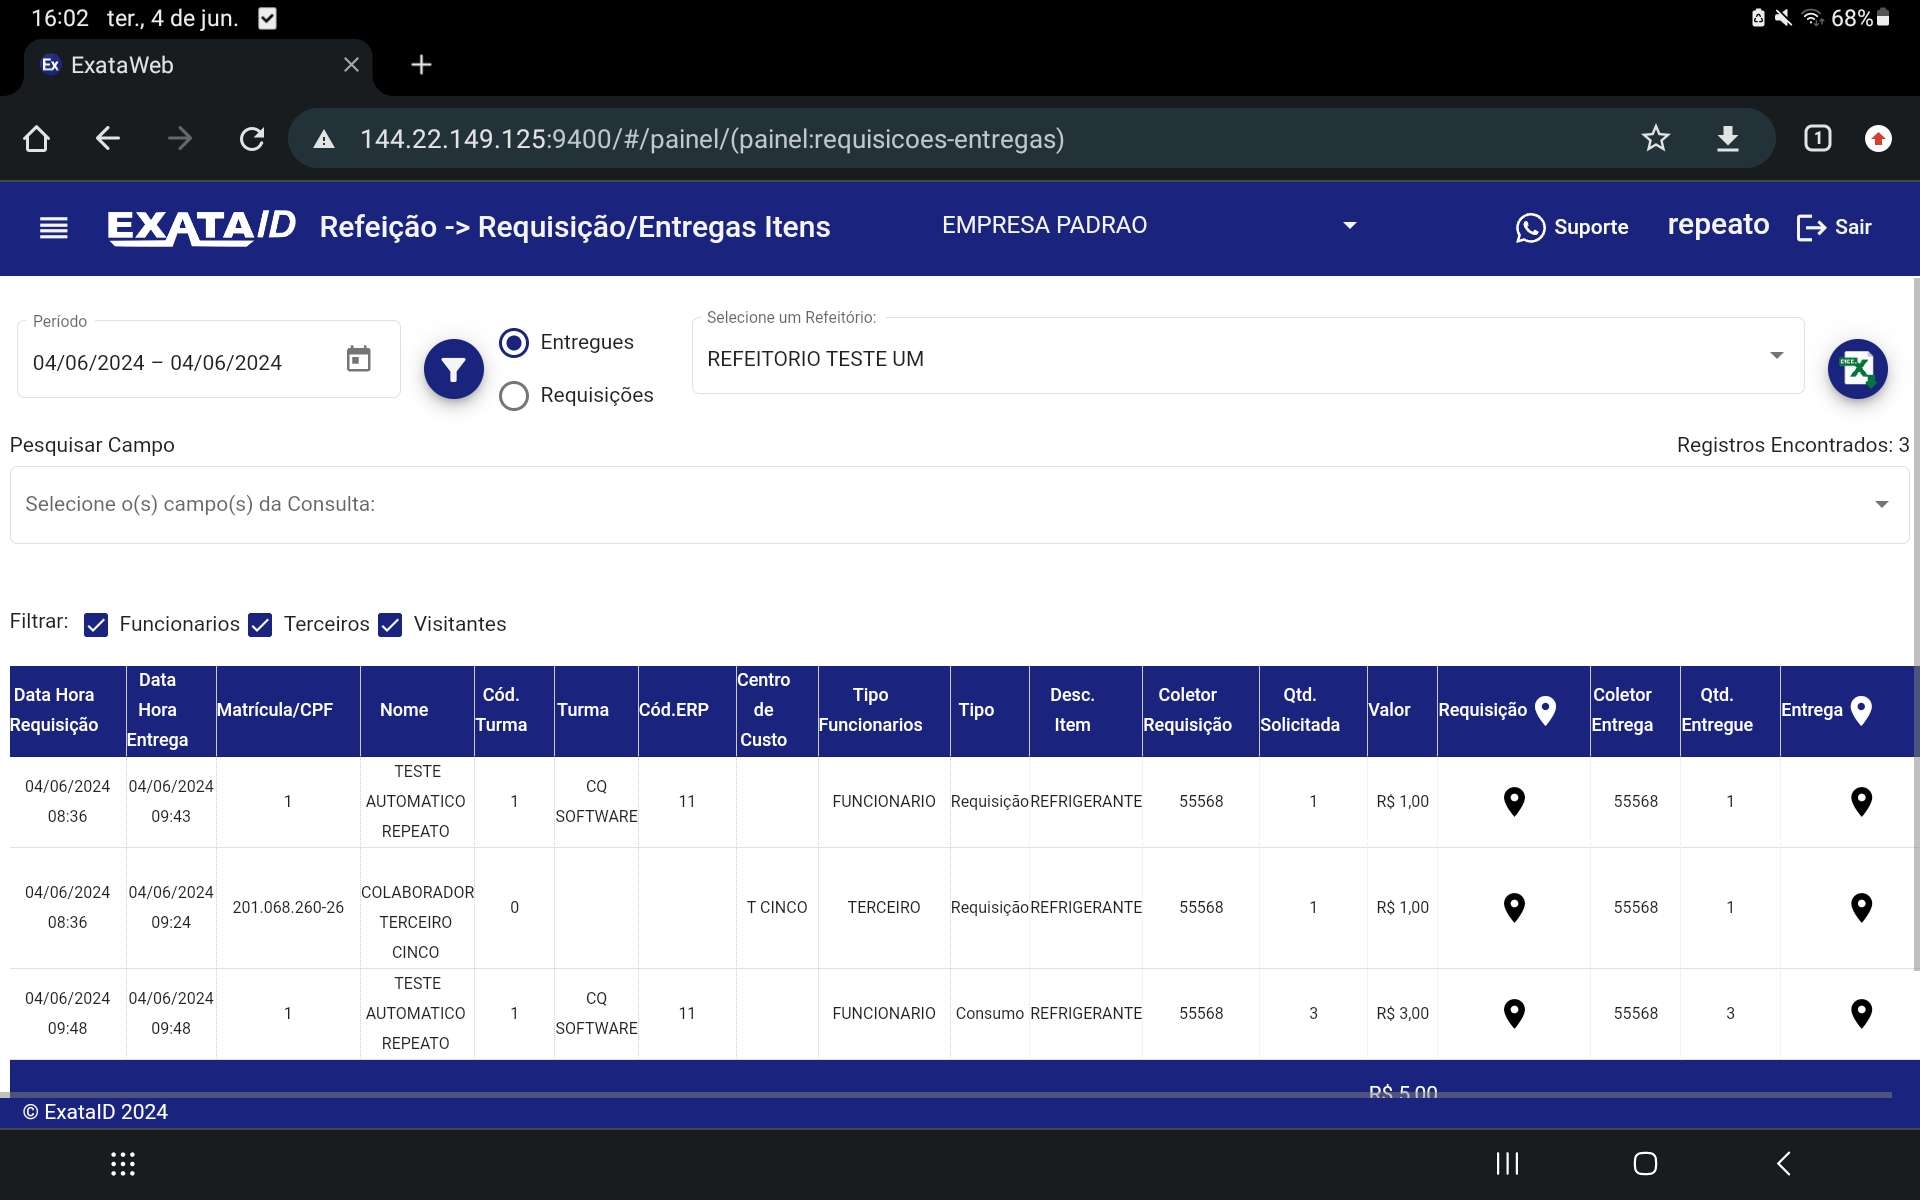 16:02 ter., 4 de jun.
68%
Ex ExataWeb
144.22.149.125:9400/#/painel/(painel:requisicoes-entregas)
1
EXATAID Refeição -> Requisição/Entregas Itens EMPRESA PADRAO Suporte repeato Sair
Período
04/06/2024 – 04/06/2024
Entregues
Requisições
Selecione um Refeitório:
REFEITORIO TESTE UM
Pesquisar Campo
Registros Encontrados: 3
Selecione o(s) campo(s) da Consulta:
Filtrar: Funcionarios Terceiros Visitantes
Data Hora Requisição
Data Hora Entrega
Matrícula/CPF
Nome
Cód. Turma
Turma
Cód.ERP
Centro de Custo
Tipo Funcionarios
Tipo
Desc. Item
Coletor Requisição
Qtd. Solicitada
Valor
Requisição
Coletor Entrega
Qtd. Entregue
Entrega
04/06/2024 08:36 04/06/2024 09:43 1 TESTE AUTOMATICO REPEATO 1 CQ SOFTWARE 11 FUNCIONARIO Requisição REFRIGERANTE 55568 1 R$ 1,00 55568 1
04/06/2024 08:36 04/06/2024 09:24 201.068.260-26 COLABORADOR TERCEIRO CINCO 0 T CINCO TERCEIRO Requisição REFRIGERANTE 55568 1 R$ 1,00 55568 1
04/06/2024 09:48 04/06/2024 09:48 1 TESTE AUTOMATICO REPEATO 1 CQ SOFTWARE 11 FUNCIONARIO Consumo REFRIGERANTE 55568 3 R$ 3,00 55568 3
R$ 5,00
© ExataID 2024